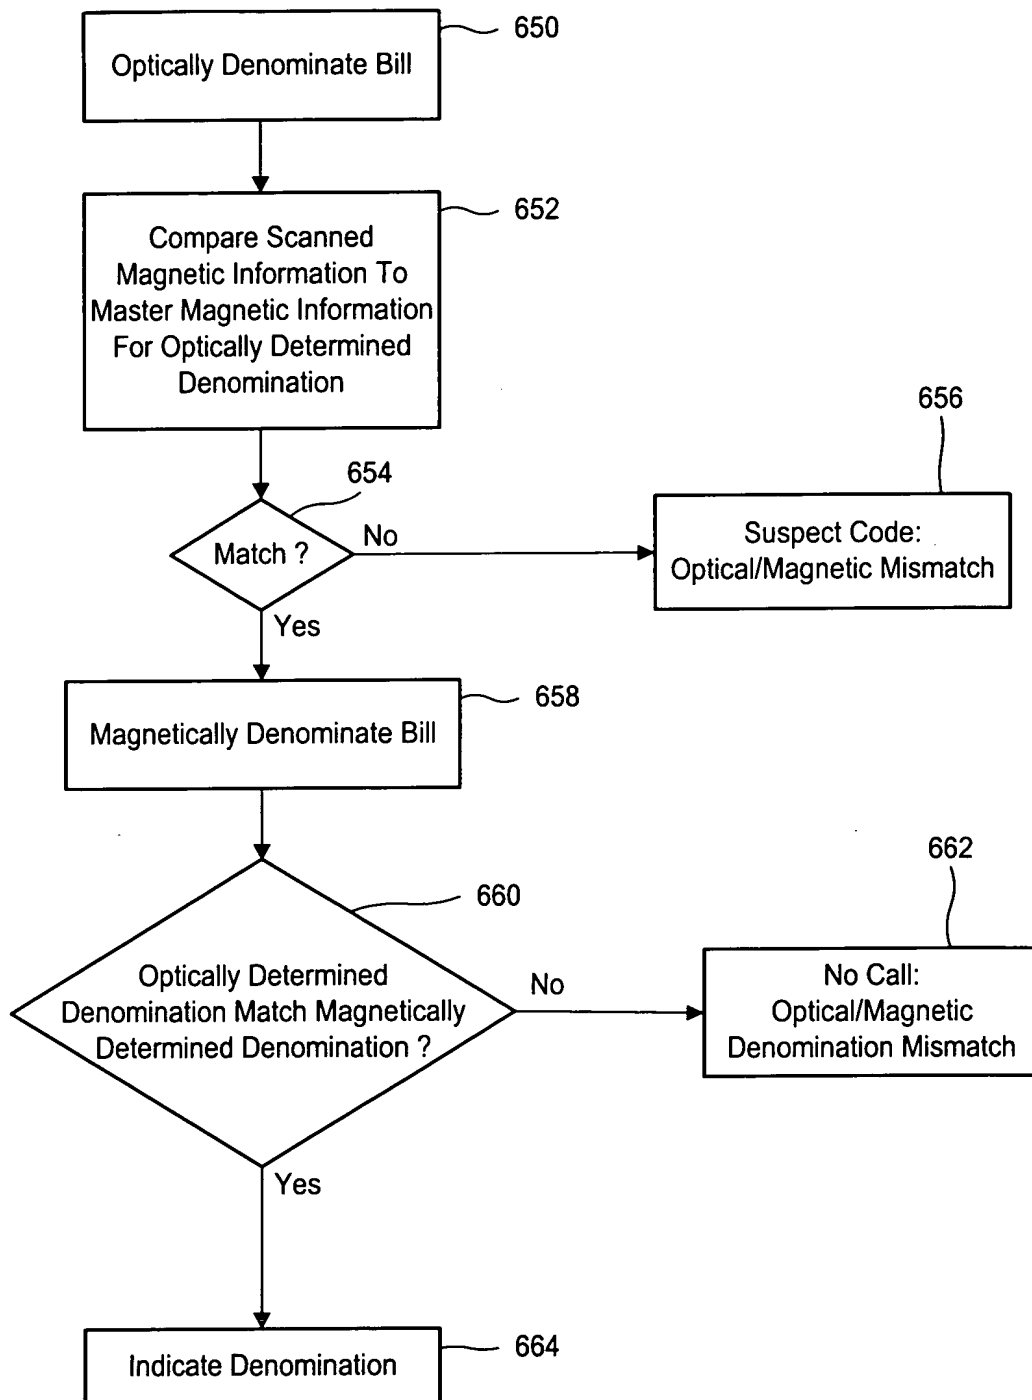 650
Optically Denominate Bill
652
Compare Scanned
Magnetic Information To
Master Magnetic Information
For Optically Determined
Denomination
656
654
Match ?
No
Suspect Code:
Optical/Magnetic Mismatch
Yes
658
Magnetically Denominate Bill
662
660
Optically Determined
Denomination Match Magnetically
Determined Denomination ?
No
No Call:
Optical/Magnetic
Denomination Mismatch
Yes
664
Indicate Denomination